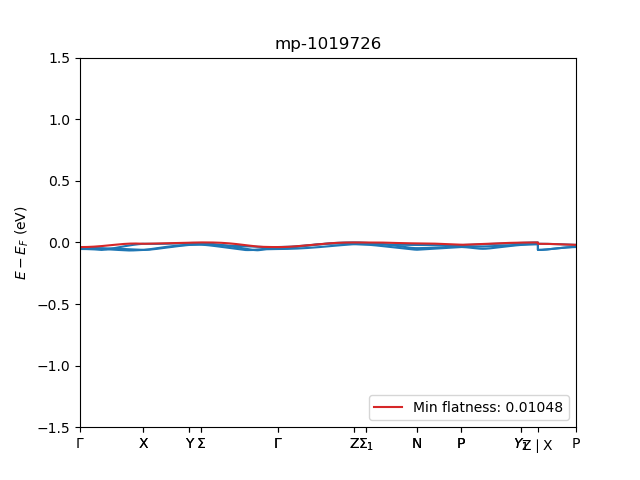 mp-1019726
E − E_F (eV)
1.5
1.0
0.5
0.0
−0.5
−1.0
−1.5
Min flatness: 0.01048
Γ X Y Σ Γ Z Σ₁ N P Y₁ Z | X P